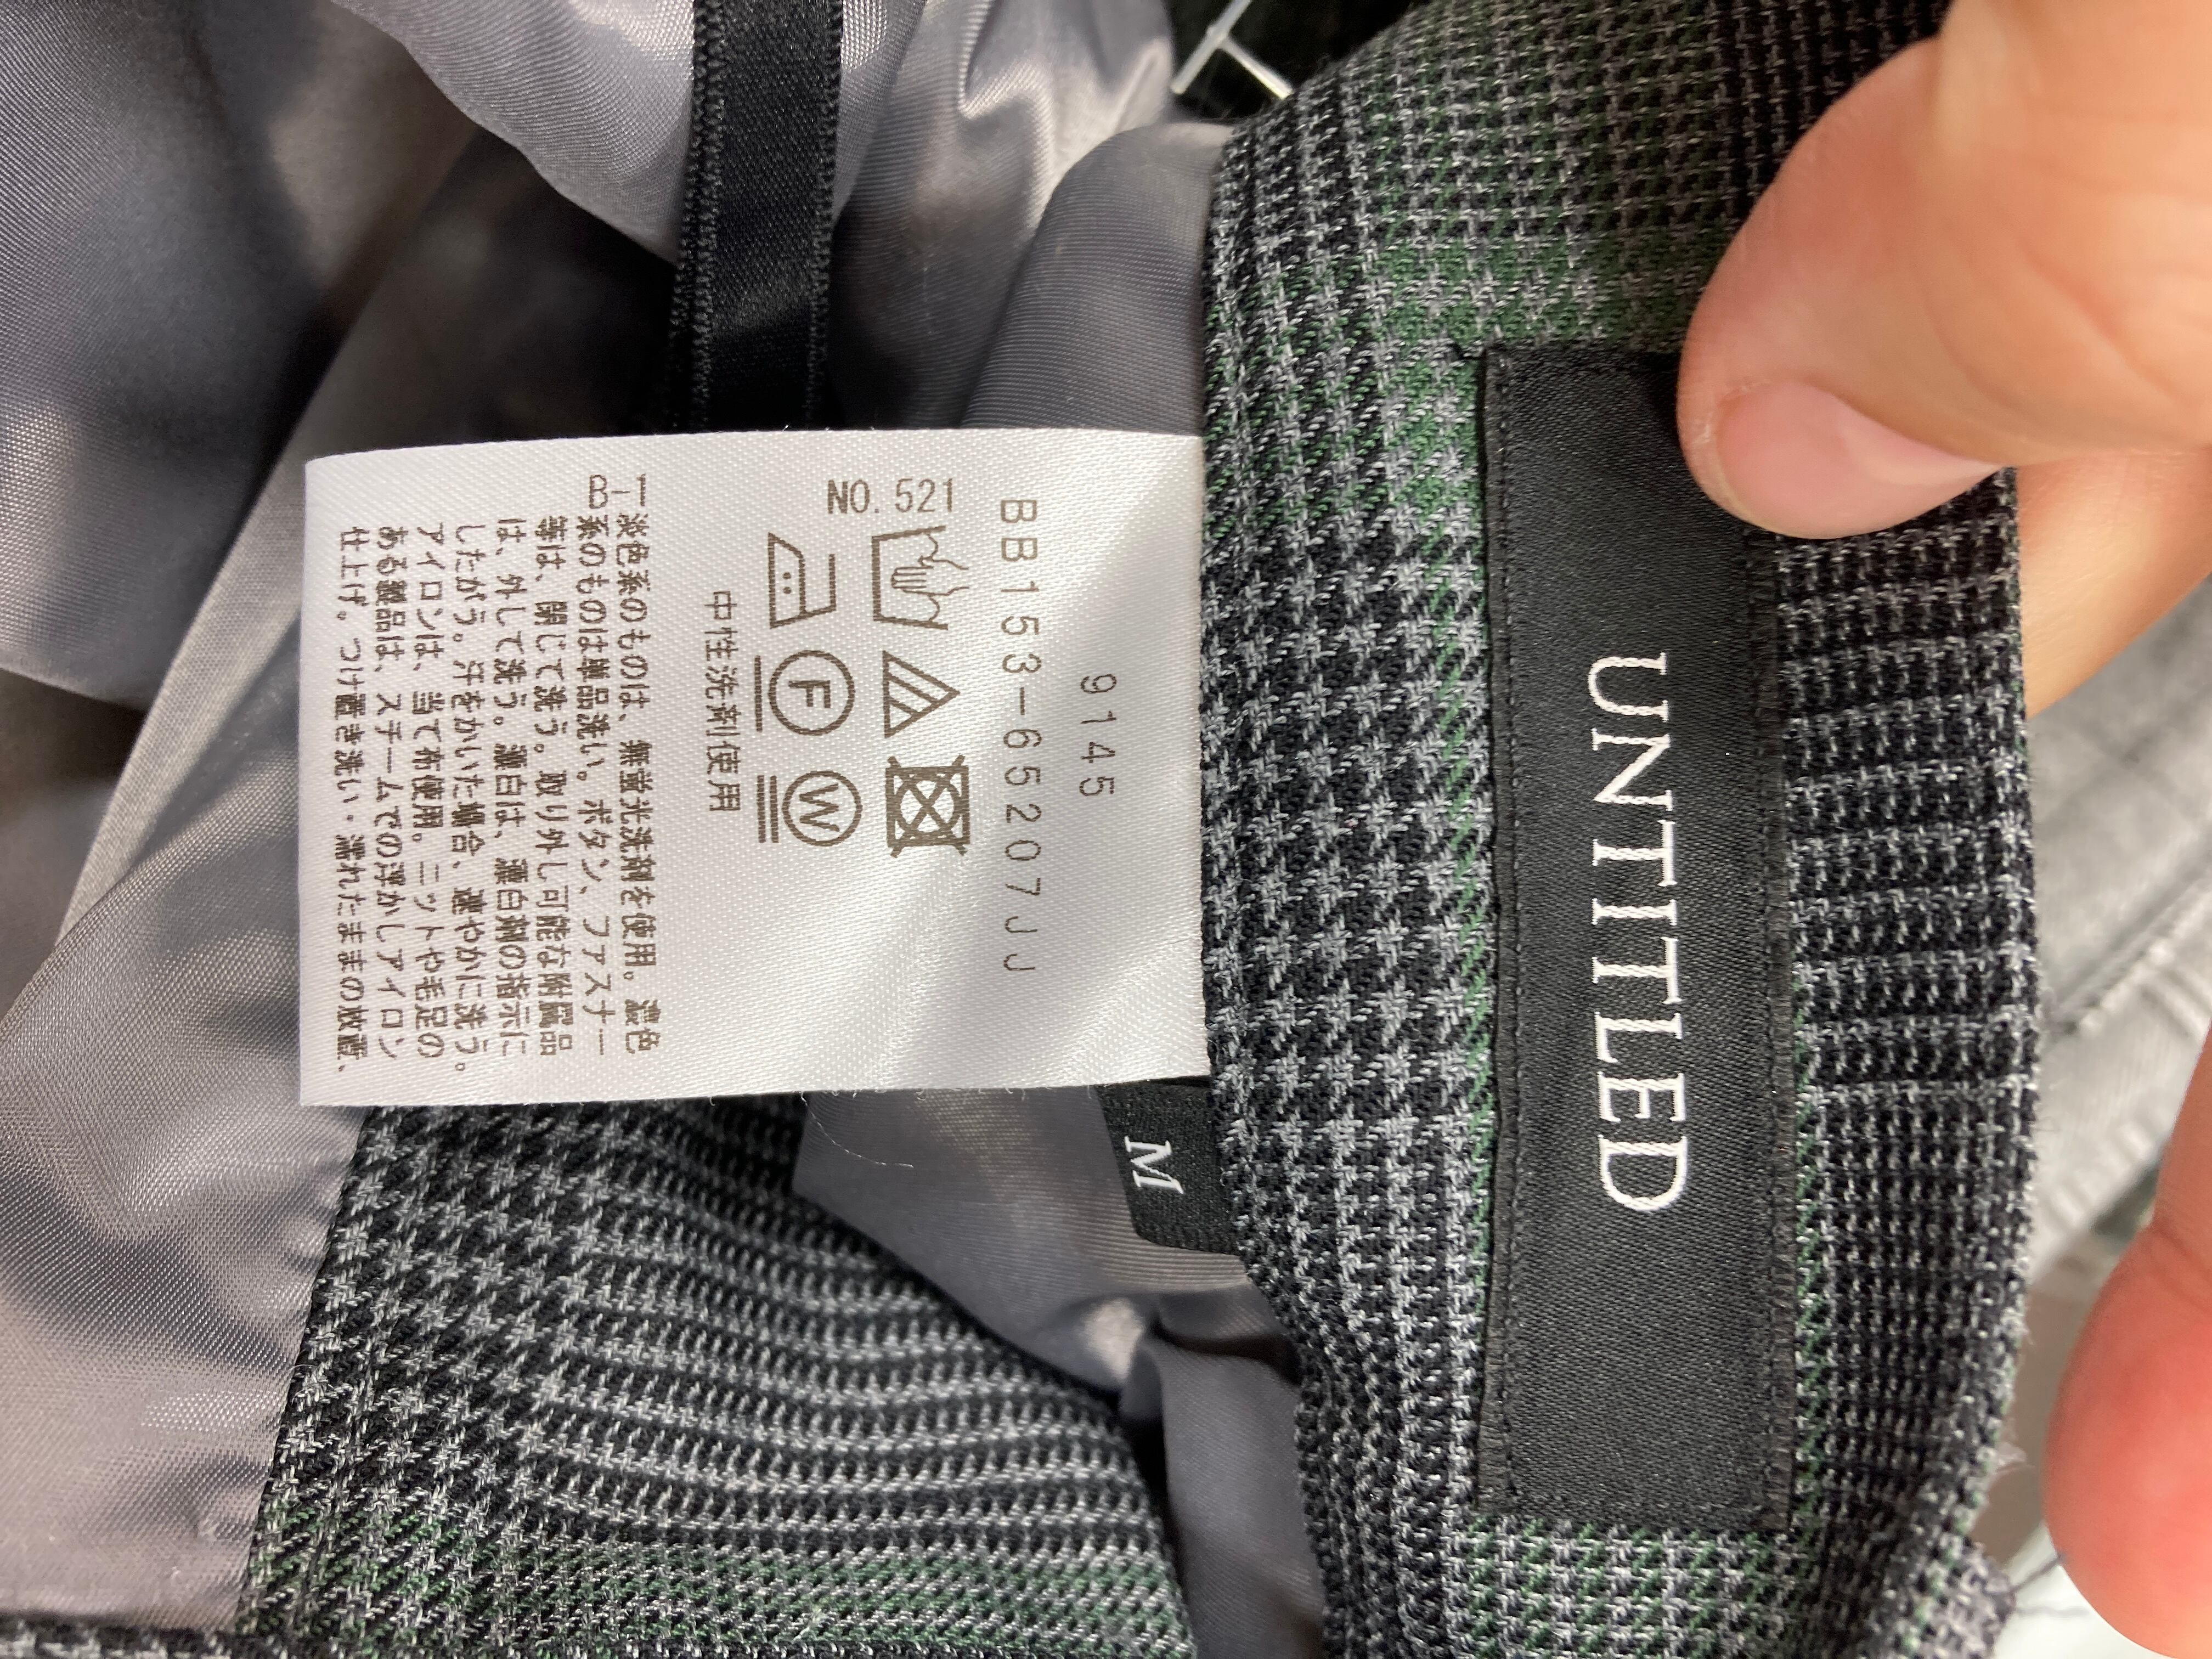 UNTITLED
M
9145
BB153-65207JJ
NO.521
F
W
中性洗剤使用
B-1
淡色系のものは、無蛍光洗剤を使用。濃色
系のものは単品洗い。ボタン、ファスナー
等は、閉じて洗う。取り外し可能な附属品
は、外して洗う。漂白は、漂白剤の指示に
したがう。汗をかいた場合、速やかに洗う。
アイロンは、当て布使用。ニットや毛足の
ある製品は、スチームでの浮かしアイロン
仕上げ。つけ置き洗い・濡れたままの放置、